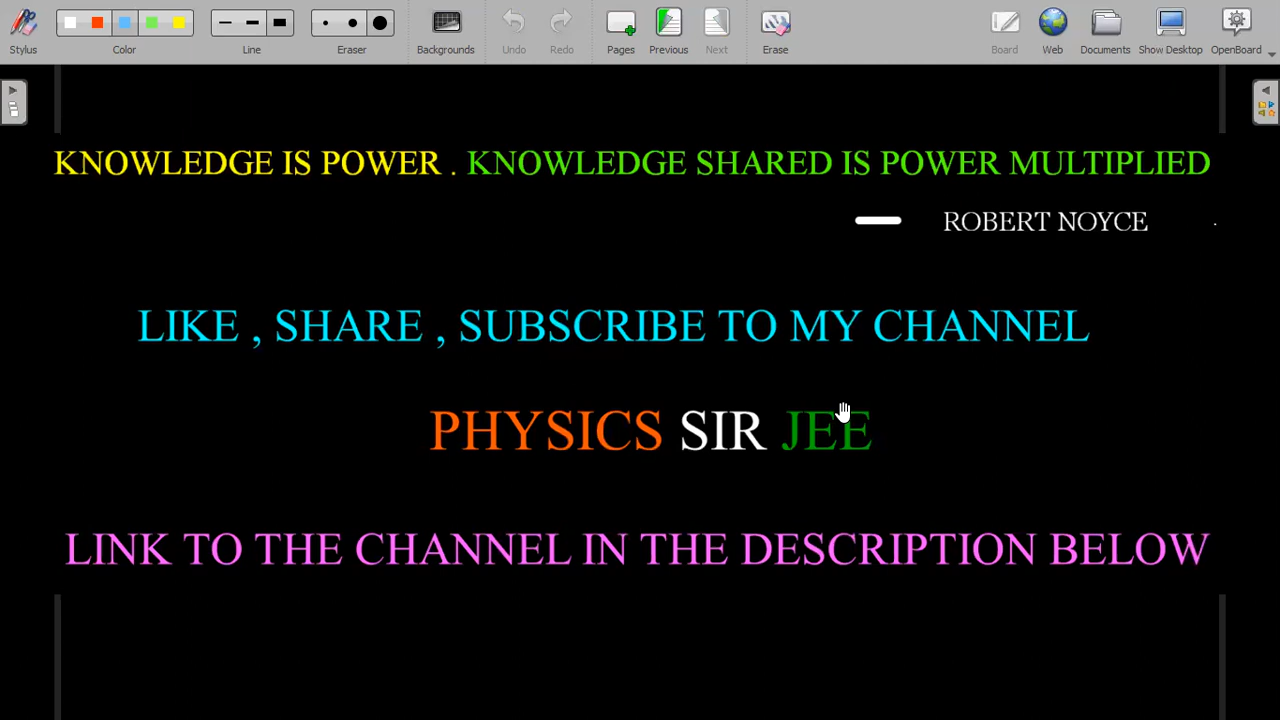 Stylus Color Line Eraser Backgrounds Undo Redo Pages Previous Next Erase Board Web Documents Show Desktop OpenBoard
KNOWLEDGE IS POWER . KNOWLEDGE SHARED IS POWER MULTIPLIED
— ROBERT NOYCE .
LIKE , SHARE , SUBSCRIBE TO MY CHANNEL
PHYSICS SIR JEE
LINK TO THE CHANNEL IN THE DESCRIPTION BELOW